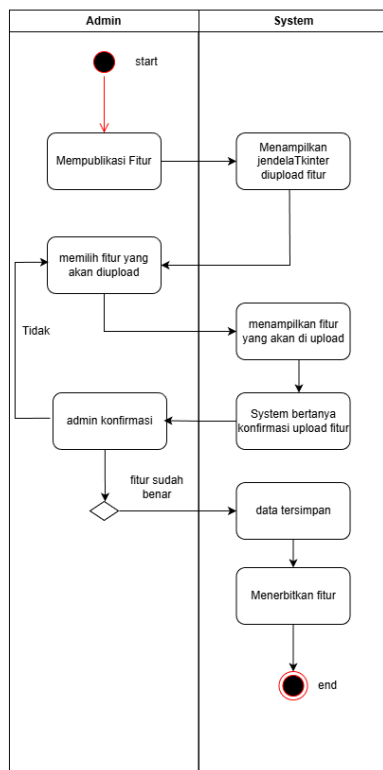 Admin
System
start
Mempublikasi Fitur
Menampilkan
jendelaTkinter
diupload fitur
memilih fitur yang
akan diupload
Tidak
menampilkan fitur
yang akan di upload
admin konfirmasi
System bertanya
konfirmasi upload fitur
fitur sudah
benar
data tersimpan
Menerbitkan fitur
end